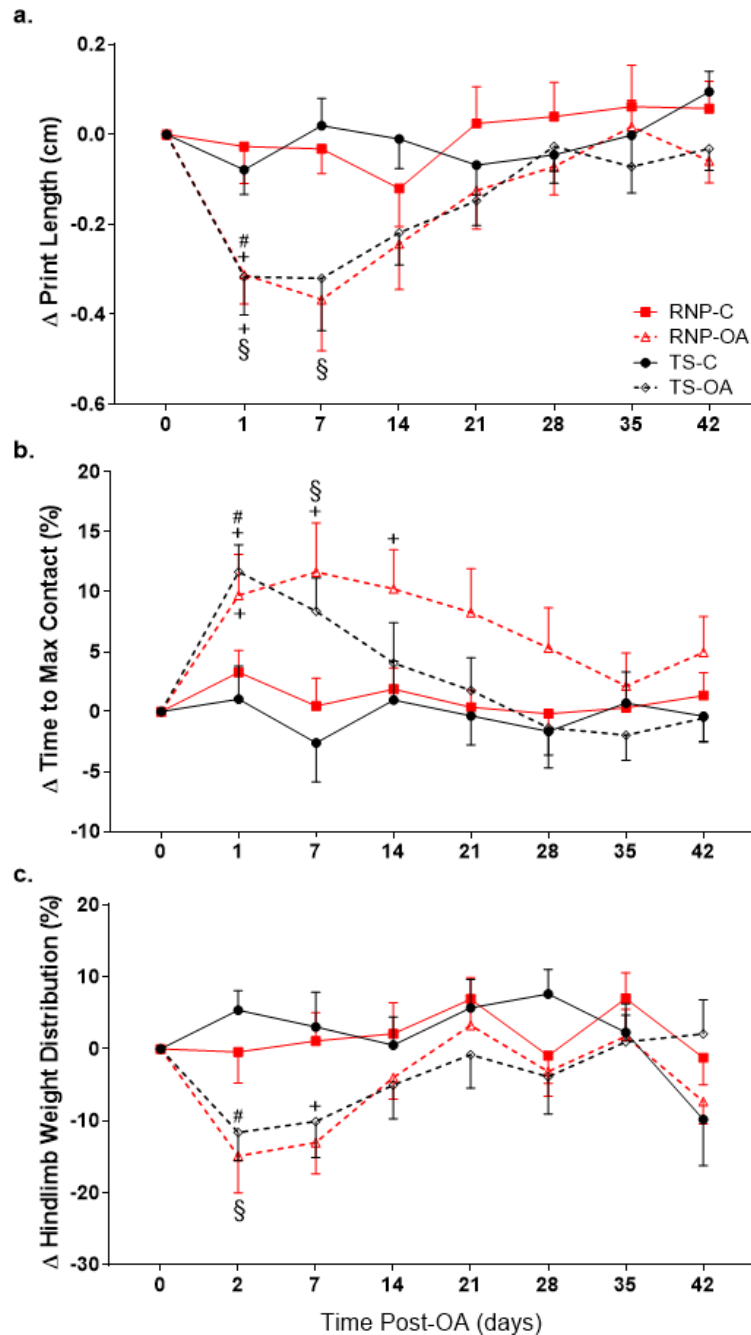 a.
Δ Print Length (cm)
0.2
0.0
-0.2
-0.4
-0.6
#
+
+
§
§
RNP-C
RNP-OA
TS-C
TS-OA
0 1 7 14 21 28 35 42
b.
Δ Time to Max Contact (%)
20
15
10
5
0
-5
-10
#
+
+
§
+
+
0 1 7 14 21 28 35 42
c.
Δ Hindlimb Weight Distribution (%)
20
10
0
-10
-20
-30
#
+
§
0 2 7 14 21 28 35 42
Time Post-OA (days)